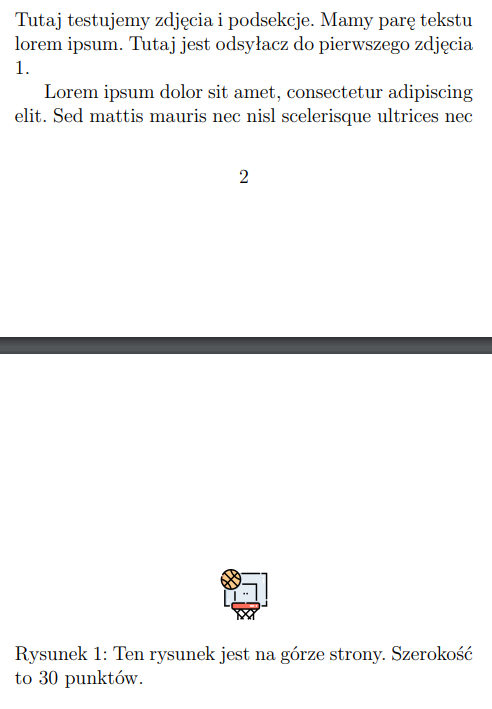 Tutaj testujemy zdjęcia i podsekcje. Mamy parę tekstu
lorem ipsum. Tutaj jest odsyłacz do pierwszego zdjęcia
1.
Lorem ipsum dolor sit amet, consectetur adipiscing
elit. Sed mattis mauris nec nisl scelerisque ultrices nec
2
Rysunek 1: Ten rysunek jest na górze strony. Szerokość
to 30 punktów.